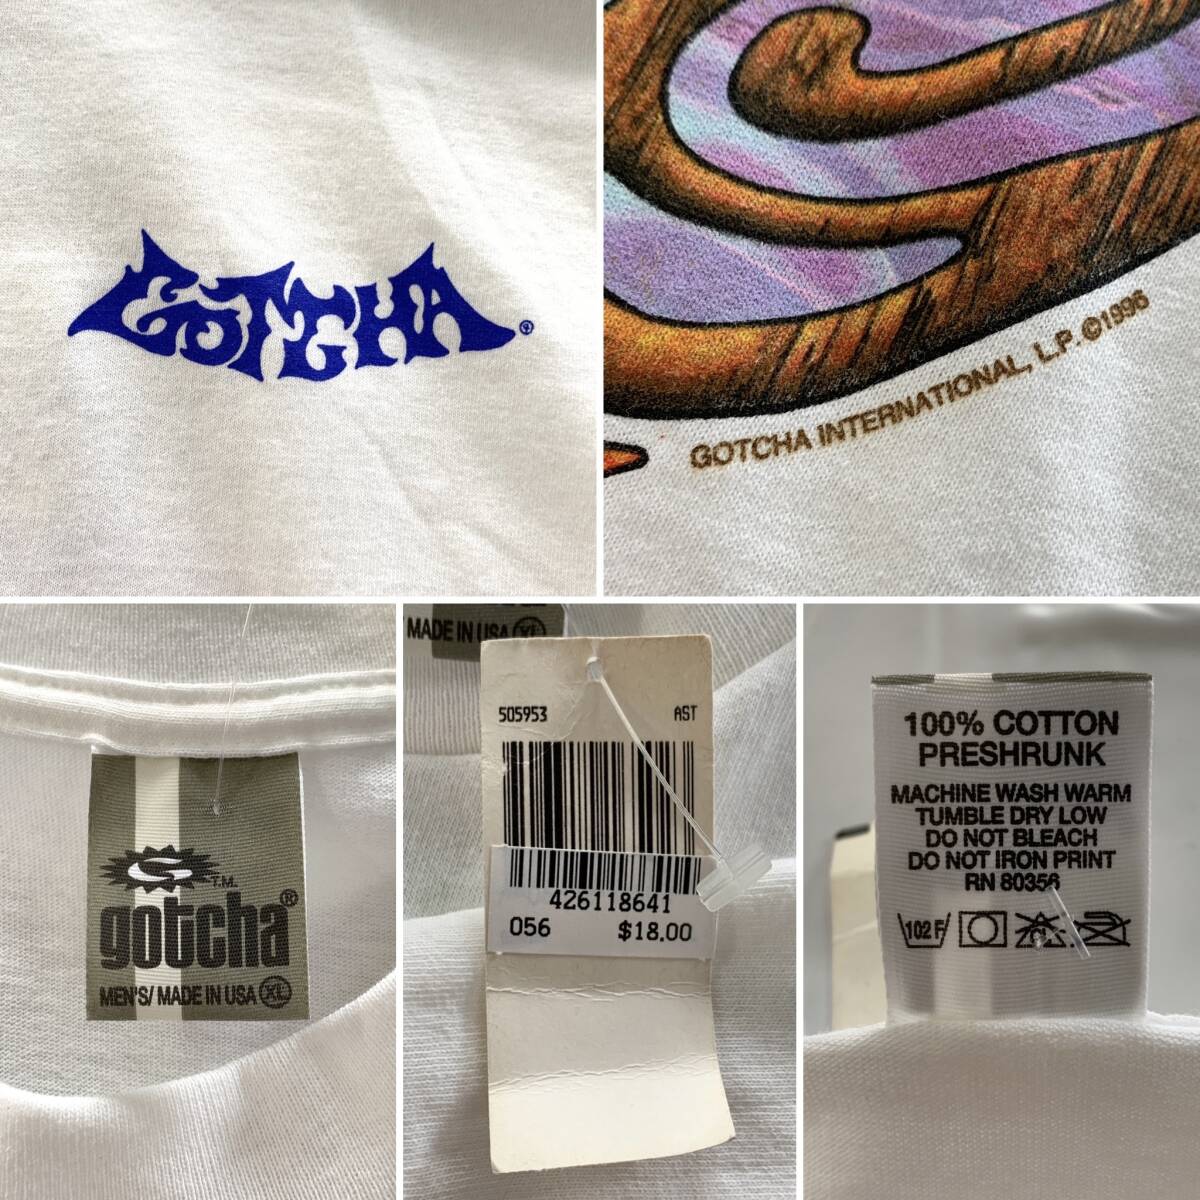 GOTCHA®
GOTCHA INTERNATIONAL, L.P. ©1996
T.M.
gotcha®
MEN'S/ MADE IN USA XL
MADE IN USA XL
505953 AST
426118641
056 $18.00
100% COTTON
PRESHRUNK
MACHINE WASH WARM
TUMBLE DRY LOW
DO NOT BLEACH
DO NOT IRON PRINT
RN 80356
102 F